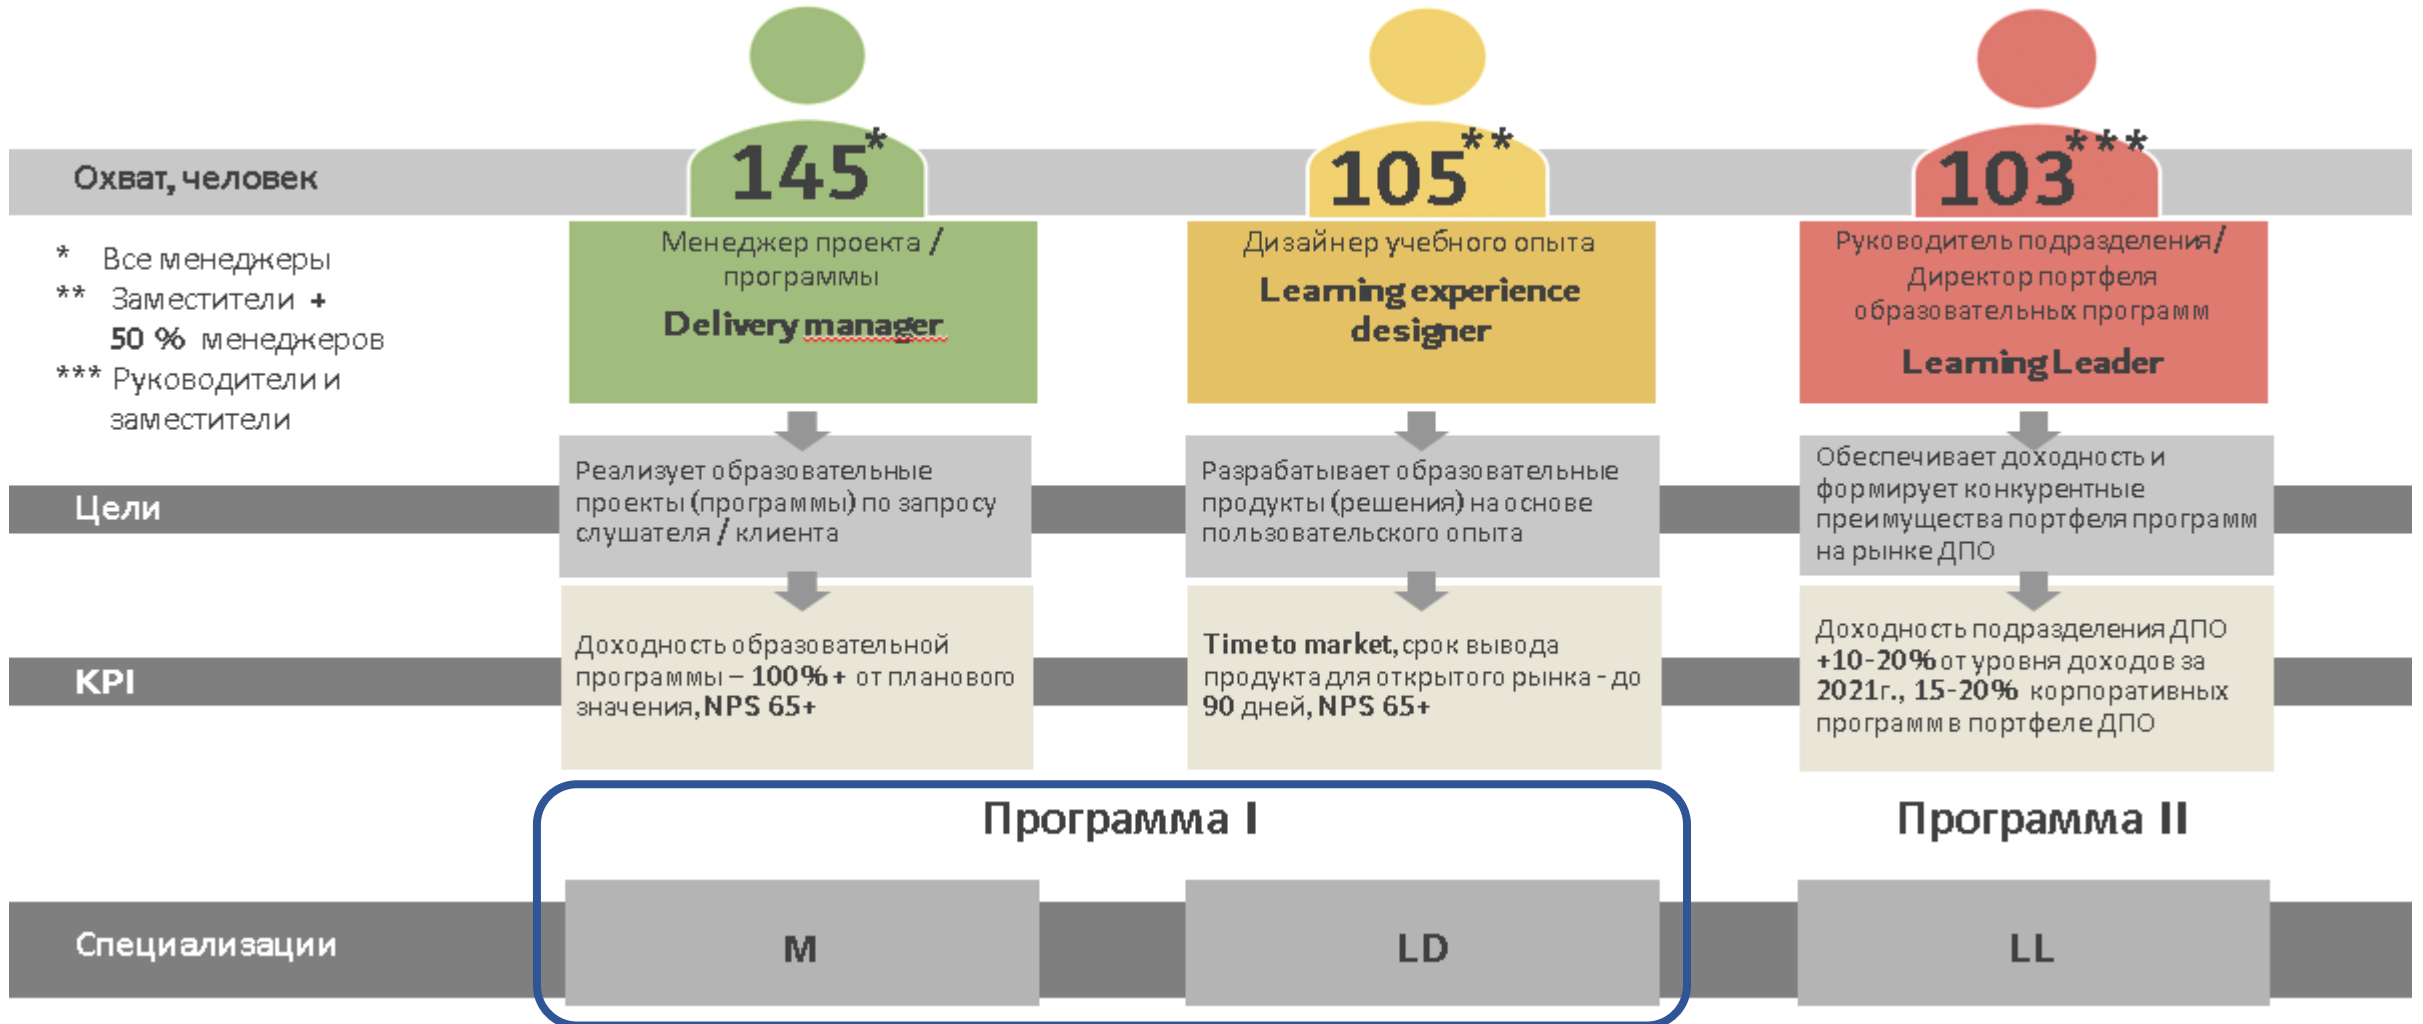 Охват, человек
145*
105**
103***
* Все менеджеры
** Заместители +
50 % менеджеров
*** Руководители и
заместители
Менеджер проекта /
программы
Delivery manager
Дизайнер учебного опыта
Learning experience
designer
Руководитель подразделения/
Директор портфеля
образовательных программ
Learning Leader
Цели
Реализует образовательные
проекты (программы) по запросу
слушателя / клиента
Разрабатывает образовательные
продукты (решения) на основе
пользовательского опыта
Обеспечивает доходность и
формирует конкурентные
преимущества портфеля программ
на рынке ДПО
KPI
Доходность образовательной
программы – 100%+ от планового
значения, NPS 65+
Time to market, срок вывода
продукта для открытого рынка - до
90 дней, NPS 65+
Доходность подразделения ДПО
+10-20% от уровня доходов за
2021г., 15-20% корпоративных
программ в портфеле ДПО
Программа I
Программа II
Специализации
M
LD
LL